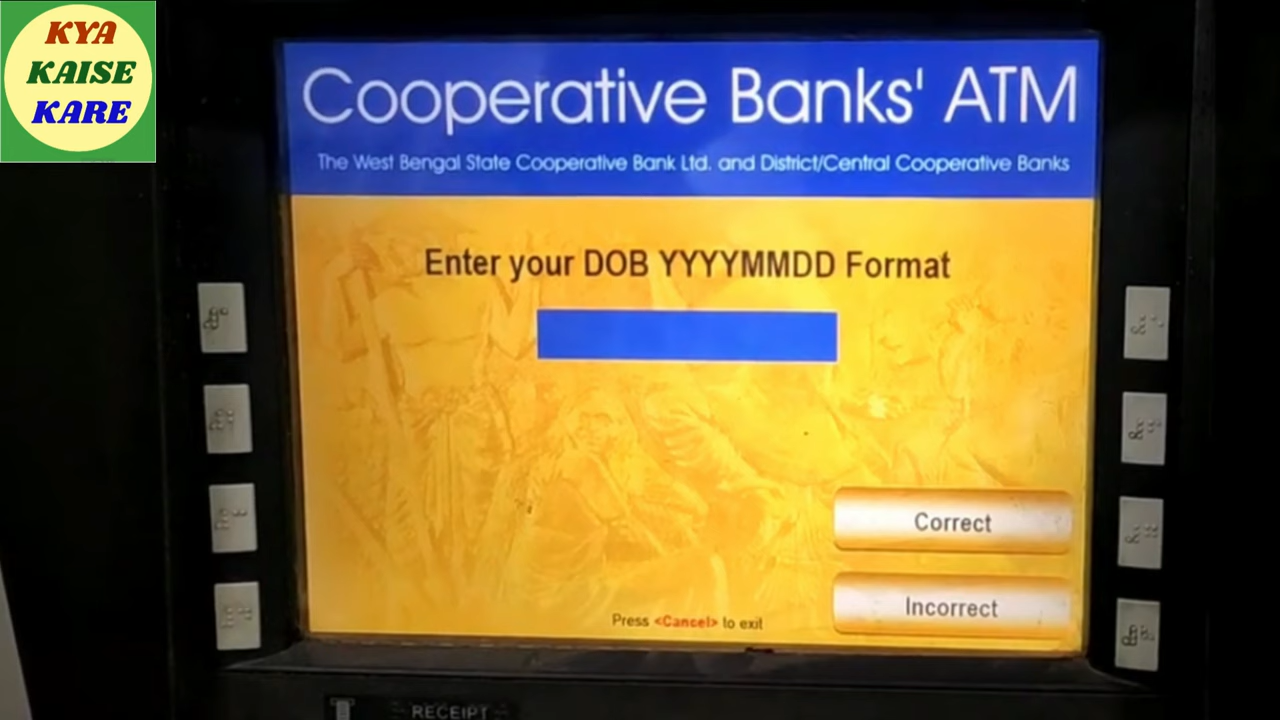 KYA
KAISE
KARE
Cooperative Banks' ATM
The West Bengal State Cooperative Bank Ltd. and District/Central Cooperative Banks
Enter your DOB YYYYMMDD Format
Correct
Incorrect
Press <Cancel> to exit
RECEIPT